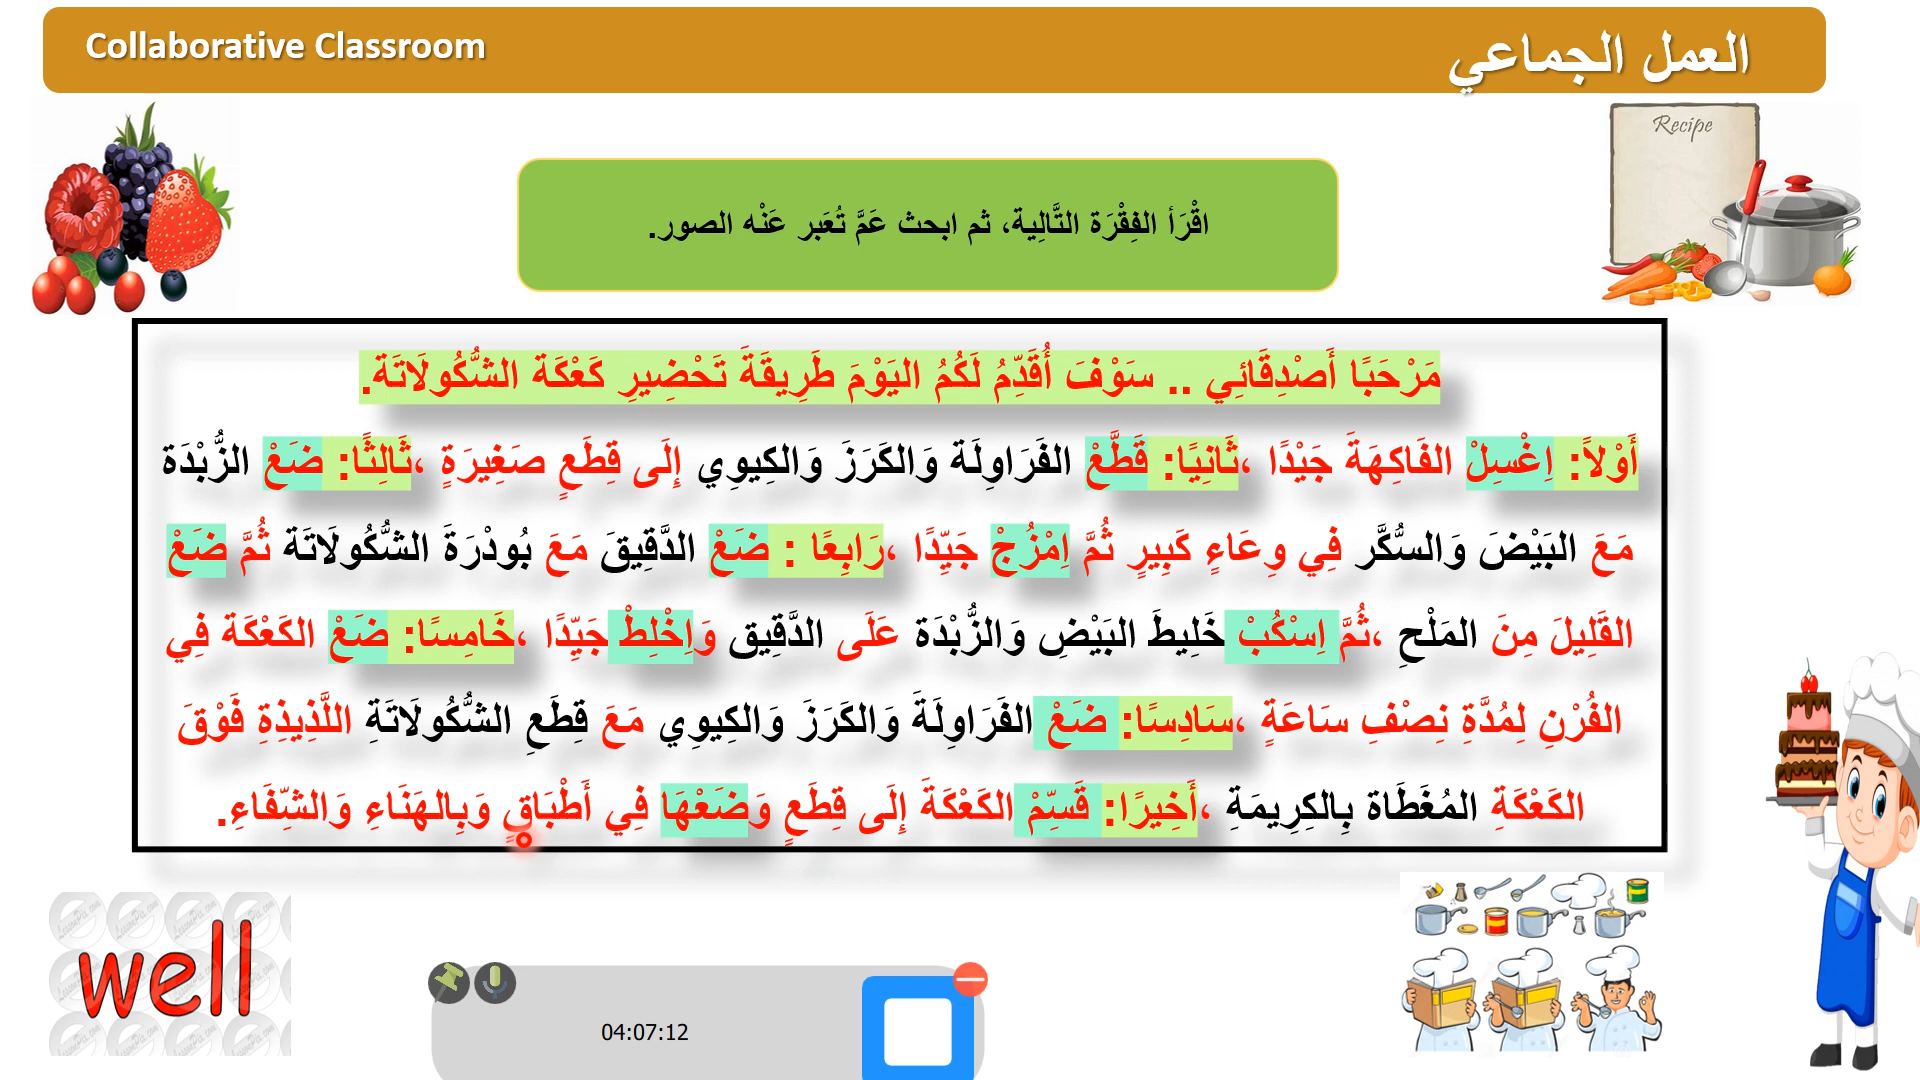 Collaborative Classroom
العمل الجماعي
Recipe
اقْرَأ الفِقْرَة التَّالِية، ثم ابحث عَمَّ تُعَبر عَنْه الصور.
مَرْحَبًا أَصْدِقَائِي .. سَوْفَ أُقَدِّمُ لَكُمُ اليَوْمَ طَرِيقَةَ تَحْضِيرِ كَعْكَة الشُّكُولَاتَة.
أَوْلاً: اِغْسِلْ الفَاكِهَةَ جَيْدًا ،ثَانِيًا: قَطَّعْ الفَرَاوِلَة وَالكَرَزَ وَالكِيوِي إِلَى قِطَعٍ صَغِيرَةٍ ،ثَالِثًا: ضَعْ الزُّبْدَة
مَعَ البَيْضَ وَالسُّكَّر فِي وِعَاءٍ كَبِيرٍ ثُمَّ اِمْزُجْ جَيِّدًا ،رَابِعًا : ضَعْ الدَّقِيقَ مَعَ بُودْرَةَ الشُّكُولَاتَة ثُمَّ ضَعْ
القَلِيلَ مِنَ المَلْحِ ،ثُمَّ اِسْكُبْ خَلِيطَ البَيْضِ وَالزُّبْدَة عَلَى الدَّقِيق وَاِخْلِطْ جَيِّدًا ،خَامِسًا: ضَعْ الكَعْكَة فِي
الفُرْنِ لِمُدَّةِ نِصْفِ سَاعَةٍ ،سَادِسًا: ضَعْ الفَرَاوِلَةَ وَالكَرَزَ وَالكِيوِي مَعَ قِطَعِ الشُّكُولَاتَةِ اللَّذِيذِةِ فَوْقَ
الكَعْكَةِ المُغَطَاة بِالكِرِيمَةِ ،أَخِيرًا: قَسِّمْ الكَعْكَةَ إِلَى قِطَعٍ وَضَعْهَا فِي أَطْبَاقٍ وَبِالهَنَاءِ وَالشِّفَاءِ.
well
04:07:12